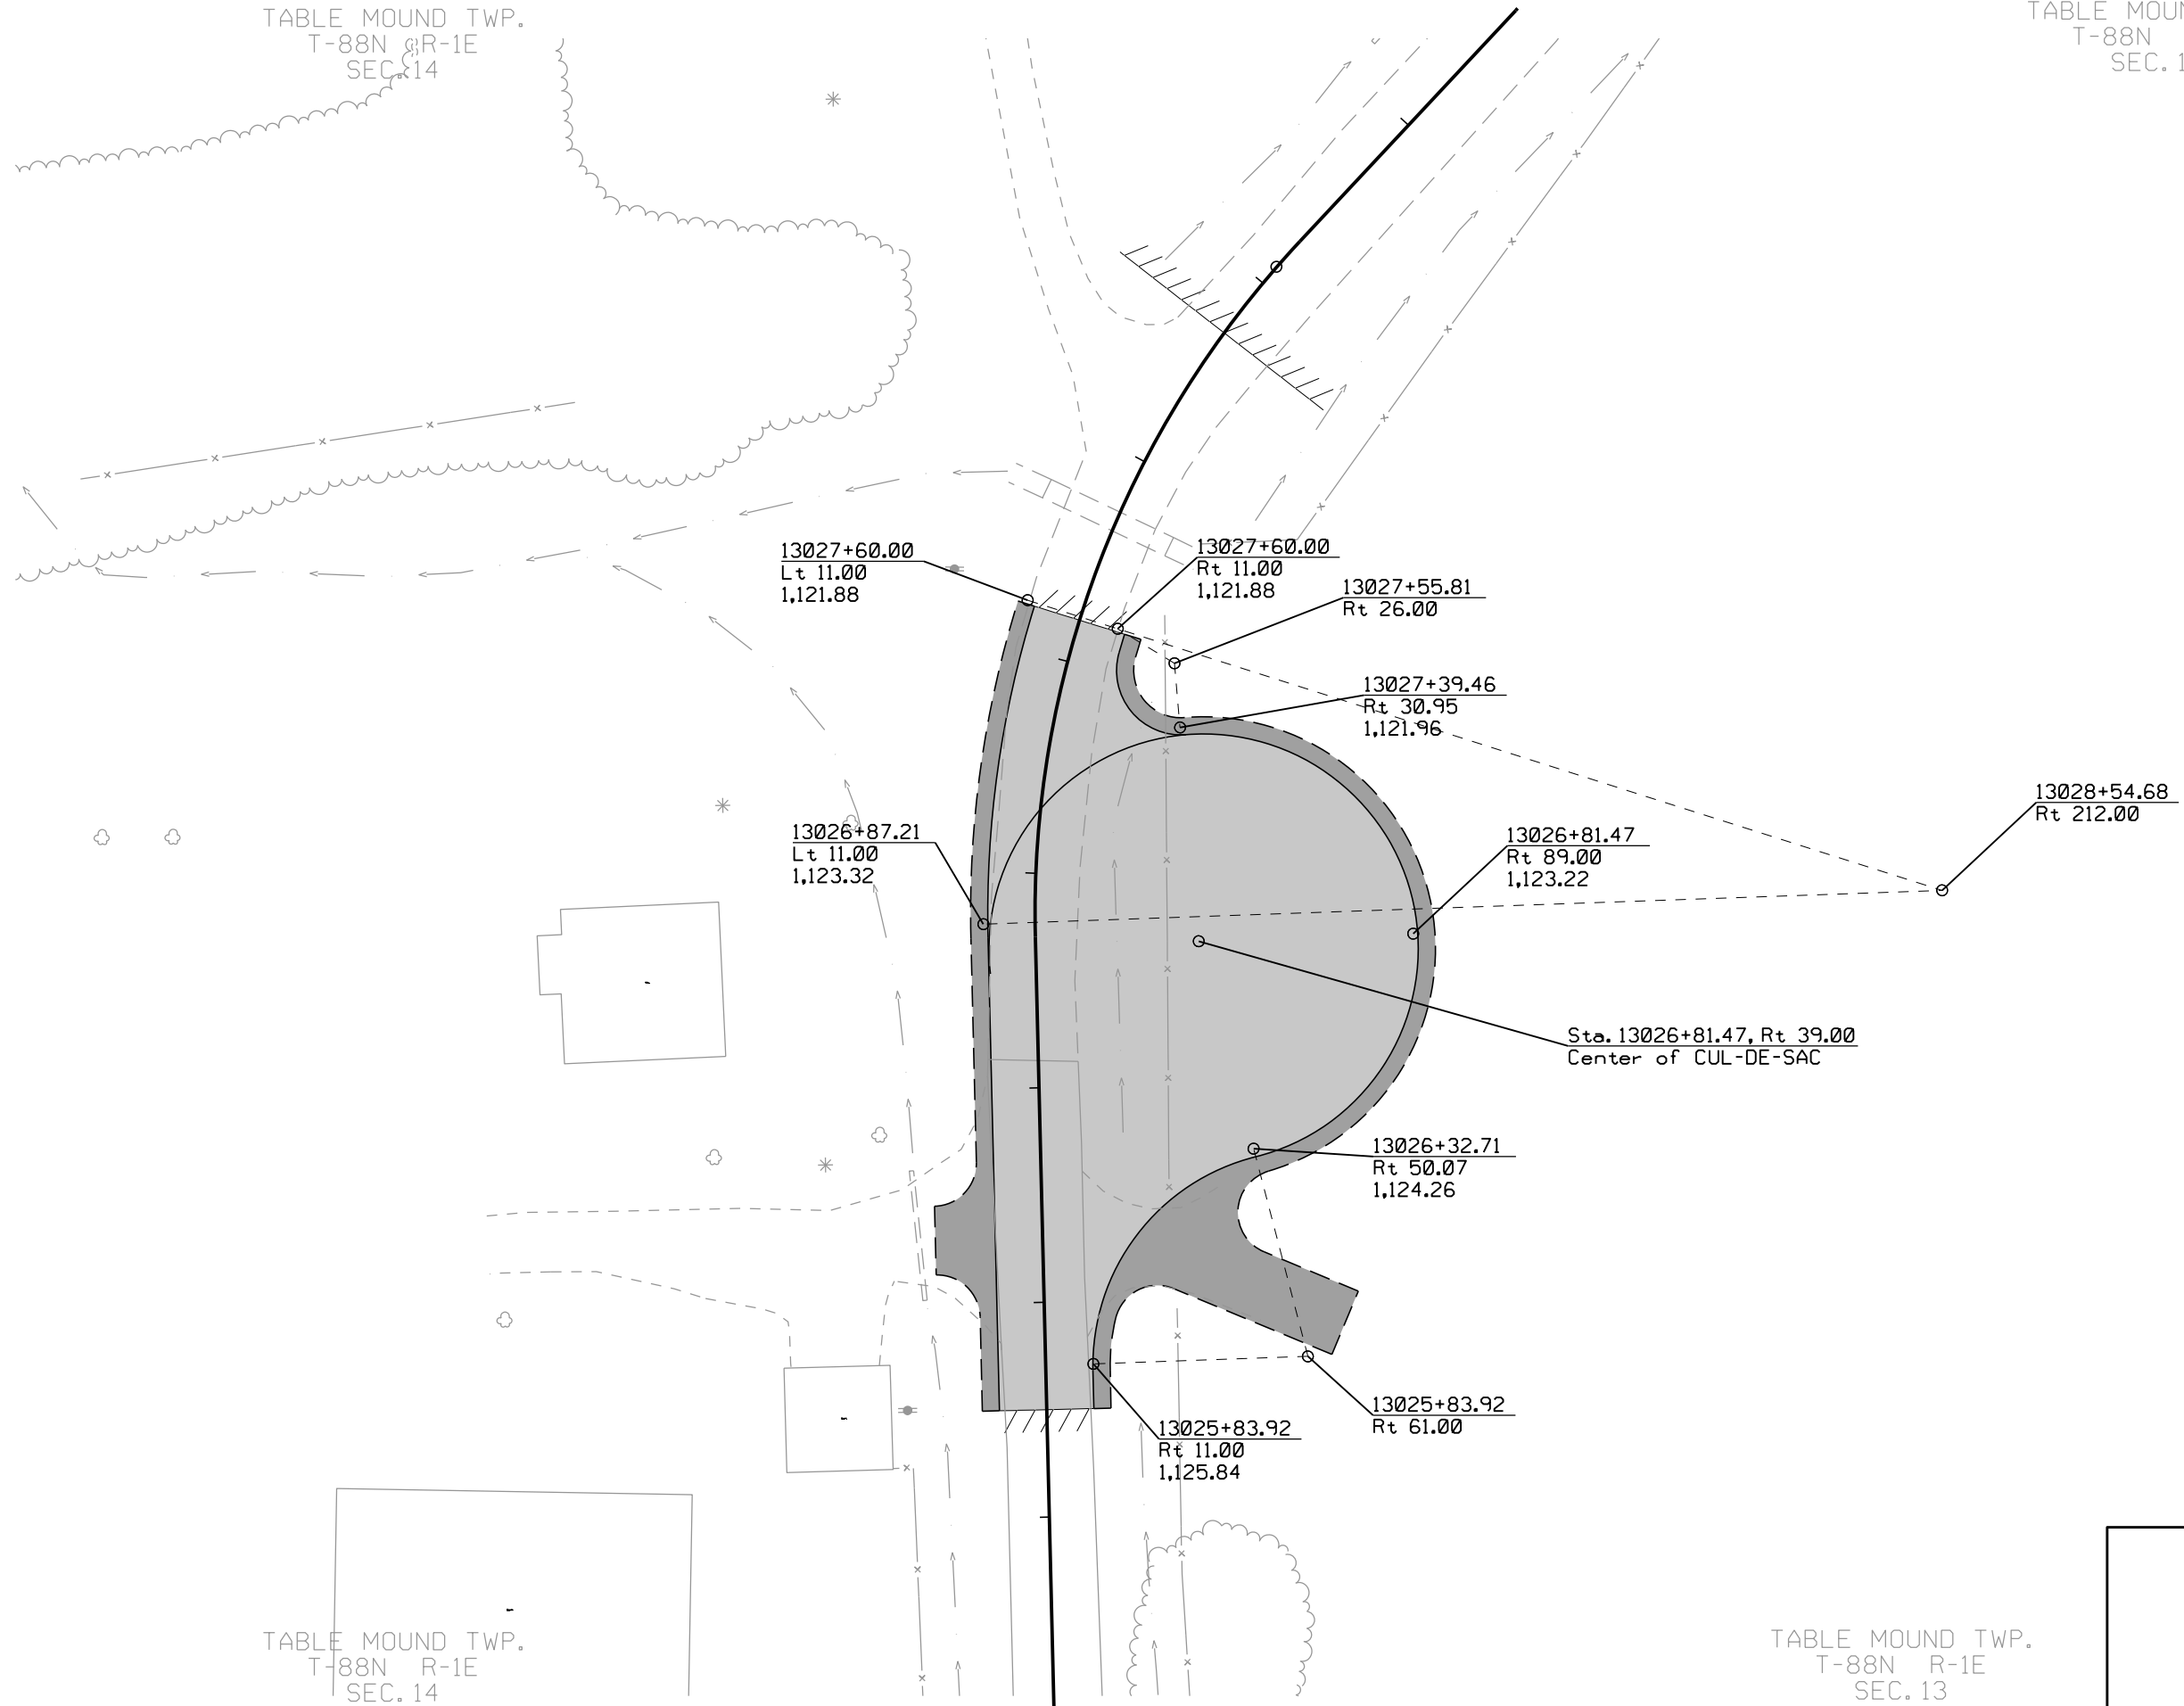 TABLE MOUND TWP.
T-88N R-1E
SEC. 14
T-88N
13027+60.00
Lt 11.00
1,121.88
13027+60.00
Rt 11.00
1,121.88
13027+55.81
Rt 26.00
13027+39.46
Rt 30.95
1,121.96
13028+54.68
Rt 212.00
13026+87.21
Lt 11.00
1,123.32
13026+81.47
Rt 89.00
1,123.22
Sta. 13026+81.47, Rt 39.00
Center of CUL-DE-SAC
13026+32.71
Rt 50.07
1,124.26
13025+83.92
Rt 61.00
13025+83.92
Rt 11.00
1,125.84
TABLE MOUND TWP.
T-88N R-1E
SEC. 14
TABLE MOUND TWP.
T-88N R-1E
SEC. 13